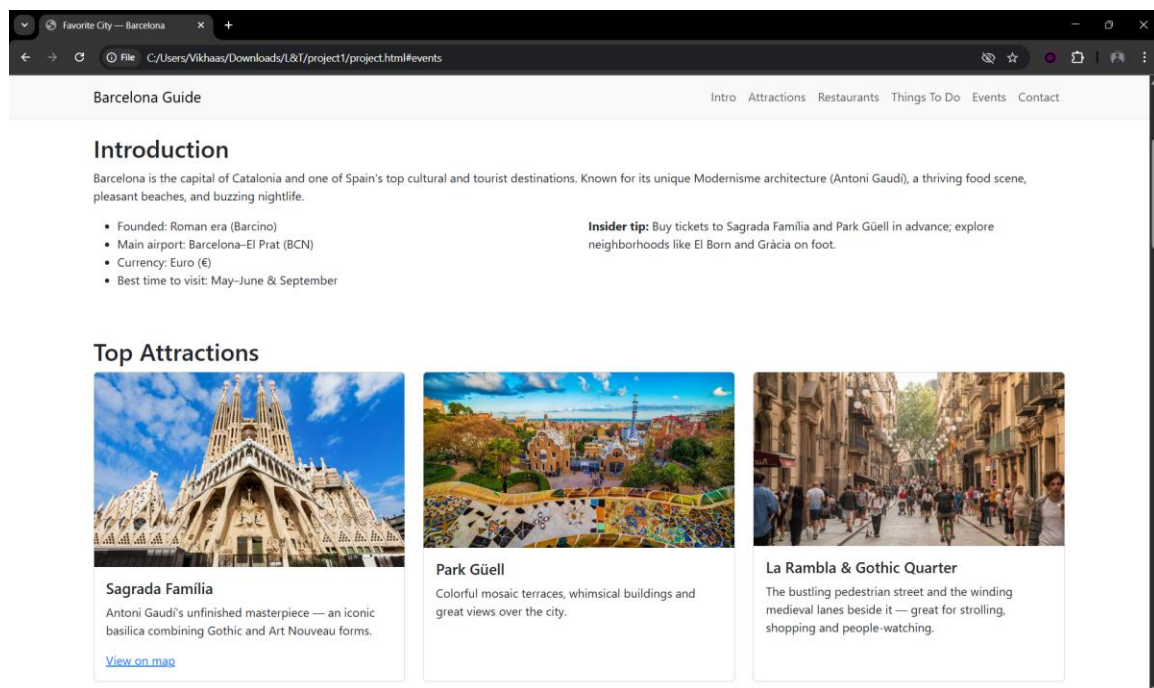 Favorite City — Barcelona
File C:/Users/Vikhaas/Downloads/L&T/project1/project.html#events
Barcelona Guide Intro Attractions Restaurants Things To Do Events Contact
Introduction
Barcelona is the capital of Catalonia and one of Spain's top cultural and tourist destinations. Known for its unique Modernisme architecture (Antoni Gaudí), a thriving food scene,
pleasant beaches, and buzzing nightlife.
• Founded: Roman era (Barcino)
• Main airport: Barcelona–El Prat (BCN)
• Currency: Euro (€)
• Best time to visit: May–June & September
Insider tip: Buy tickets to Sagrada Família and Park Güell in advance; explore
neighborhoods like El Born and Gràcia on foot.
Top Attractions
Sagrada Família
Antoni Gaudí's unfinished masterpiece — an iconic
basilica combining Gothic and Art Nouveau forms.
View on map
Park Güell
Colorful mosaic terraces, whimsical buildings and
great views over the city.
La Rambla & Gothic Quarter
The bustling pedestrian street and the winding
medieval lanes beside it — great for strolling,
shopping and people-watching.